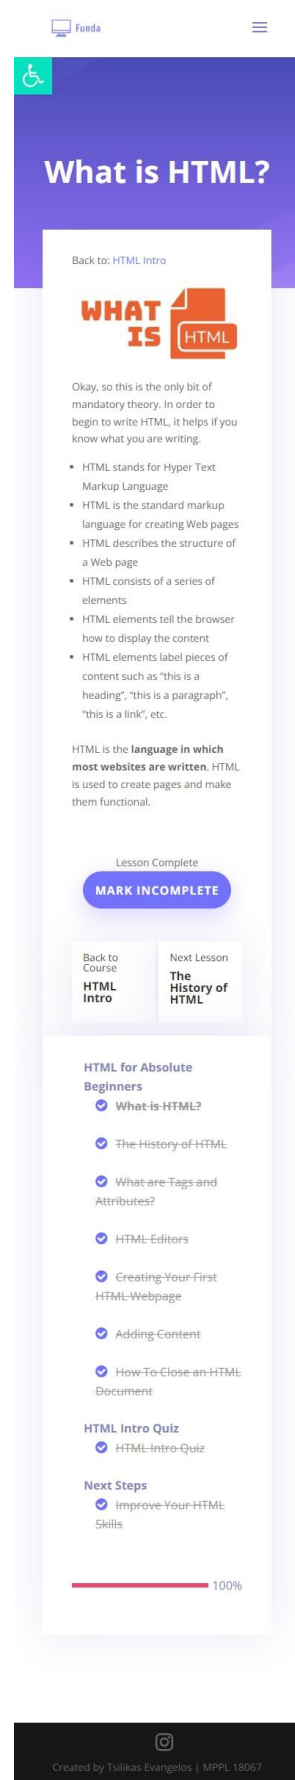 Funda
What is HTML?
Back to: HTML Intro
WHAT
IS
HTML
Okay, so this is the only bit of
mandatory theory. In order to
begin to write HTML, it helps if you
know what you are writing.
▪ HTML stands for Hyper Text
Markup Language
▪ HTML is the standard markup
language for creating Web pages
▪ HTML describes the structure of
a Web page
▪ HTML consists of a series of
elements
▪ HTML elements tell the browser
how to display the content
▪ HTML elements label pieces of
content such as “this is a
heading”, “this is a paragraph”,
“this is a link”, etc.
HTML is the language in which
most websites are written. HTML
is used to create pages and make
them functional.
Lesson Complete
MARK INCOMPLETE
Back to
Course
HTML
Intro
Next Lesson
The
History of
HTML
HTML for Absolute
Beginners
What is HTML?
The History of HTML
What are Tags and
Attributes?
HTML Editors
Creating Your First
HTML Webpage
Adding Content
How To Close an HTML
Document
HTML Intro Quiz
HTML Intro Quiz
Next Steps
Improve Your HTML
Skills
100%
Created by Tsilikas Evangelos | MPPL 18067